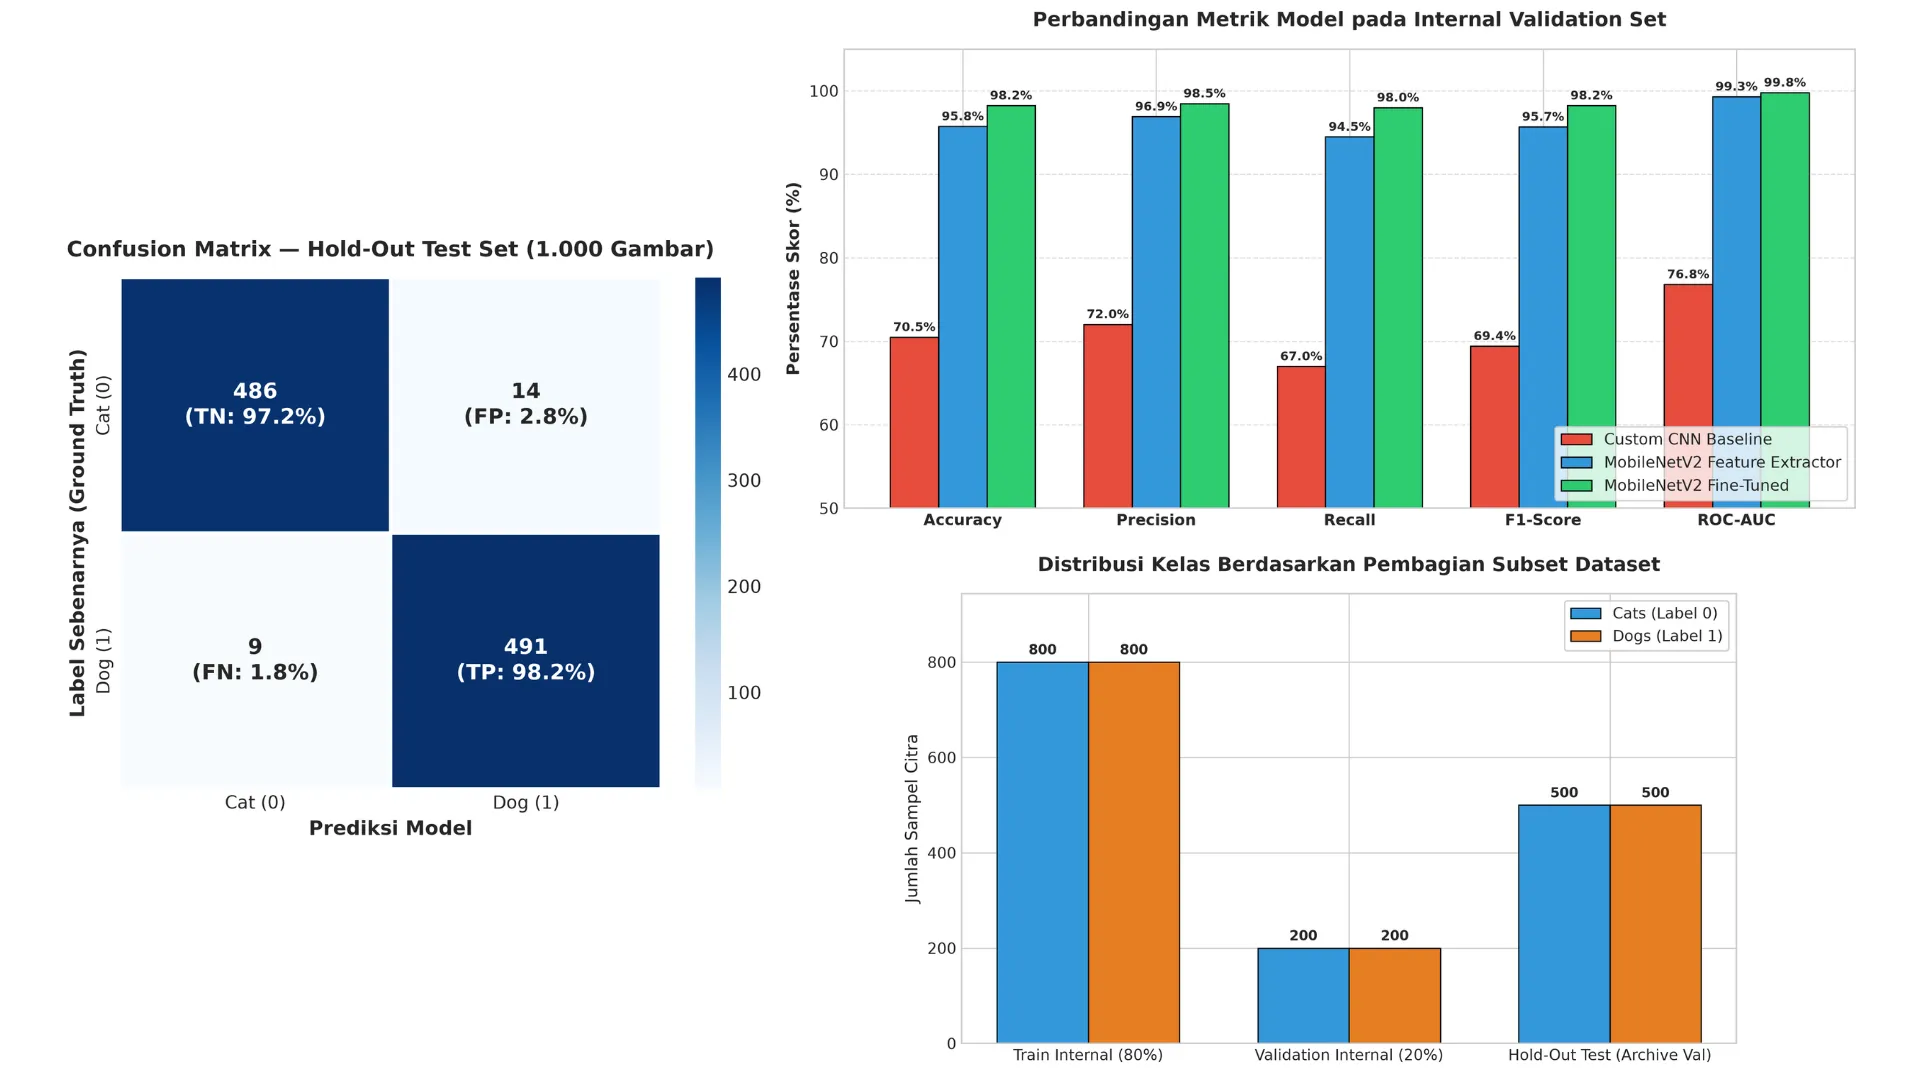 Confusion Matrix — Hold-Out Test Set (1.000 Gambar)
Label Sebenarnya (Ground Truth)
Cat (0)
Dog (1)
486
(TN: 97.2%)
14
(FP: 2.8%)
9
(FN: 1.8%)
491
(TP: 98.2%)
Cat (0)
Dog (1)
Prediksi Model
400
300
200
100
Perbandingan Metrik Model pada Internal Validation Set
Persentase Skor (%)
100
90
80
70
60
50
70.5%
95.8%
98.2%
72.0%
96.9%
98.5%
67.0%
94.5%
98.0%
69.4%
95.7%
98.2%
76.8%
99.3%
99.8%
Custom CNN Baseline
MobileNetV2 Feature Extractor
MobileNetV2 Fine-Tuned
Accuracy
Precision
Recall
F1-Score
ROC-AUC
Distribusi Kelas Berdasarkan Pembagian Subset Dataset
Jumlah Sampel Citra
800
600
400
200
0
800
800
200
200
500
500
Cats (Label 0)
Dogs (Label 1)
Train Internal (80%)
Validation Internal (20%)
Hold-Out Test (Archive Val)